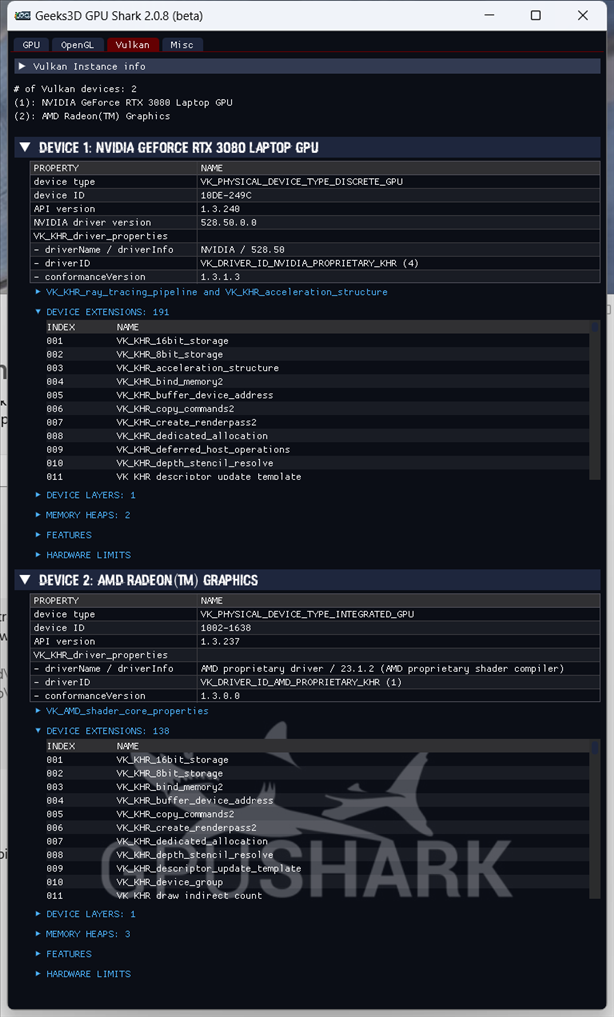 Geeks3D GPU Shark 2.0.8 (beta)
GPU OpenGL Vulkan Misc
Vulkan Instance info
# of Vulkan devices: 2
(1): NVIDIA GeForce RTX 3080 Laptop GPU
(2): AMD Radeon(TM) Graphics
DEVICE 1: NVIDIA GEFORCE RTX 3080 LAPTOP GPU
PROPERTY NAME
device type VK_PHYSICAL_DEVICE_TYPE_DISCRETE_GPU
device ID 10DE-249C
API version 1.3.240
NVIDIA driver version 528.50.0.0
VK_KHR_driver_properties
- driverName / driverInfo NVIDIA / 528.50
- driverID VK_DRIVER_ID_NVIDIA_PROPRIETARY_KHR (4)
- conformanceVersion 1.3.1.3
VK_KHR_ray_tracing_pipeline and VK_KHR_acceleration_structure
DEVICE EXTENSIONS: 191
INDEX NAME
001 VK_KHR_16bit_storage
002 VK_KHR_8bit_storage
003 VK_KHR_acceleration_structure
004 VK_KHR_bind_memory2
005 VK_KHR_buffer_device_address
006 VK_KHR_copy_commands2
007 VK_KHR_create_renderpass2
008 VK_KHR_dedicated_allocation
009 VK_KHR_deferred_host_operations
010 VK_KHR_depth_stencil_resolve
011 VK_KHR_descriptor_update_template
DEVICE LAYERS: 1
MEMORY HEAPS: 2
FEATURES
HARDWARE LIMITS
DEVICE 2: AMD RADEON(TM) GRAPHICS
PROPERTY NAME
device type VK_PHYSICAL_DEVICE_TYPE_INTEGRATED_GPU
device ID 1002-1638
API version 1.3.237
VK_KHR_driver_properties
- driverName / driverInfo AMD proprietary driver / 23.1.2 (AMD proprietary shader compiler)
- driverID VK_DRIVER_ID_AMD_PROPRIETARY_KHR (1)
- conformanceVersion 1.3.0.0
VK_AMD_shader_core_properties
DEVICE EXTENSIONS: 138
INDEX NAME
001 VK_KHR_16bit_storage
002 VK_KHR_8bit_storage
003 VK_KHR_bind_memory2
004 VK_KHR_buffer_device_address
005 VK_KHR_copy_commands2
006 VK_KHR_create_renderpass2
007 VK_KHR_dedicated_allocation
008 VK_KHR_depth_stencil_resolve
009 VK_KHR_descriptor_update_template
010 VK_KHR_device_group
011 VK_KHR_draw_indirect_count
GPUSHARK
DEVICE LAYERS: 1
MEMORY HEAPS: 3
FEATURES
HARDWARE LIMITS